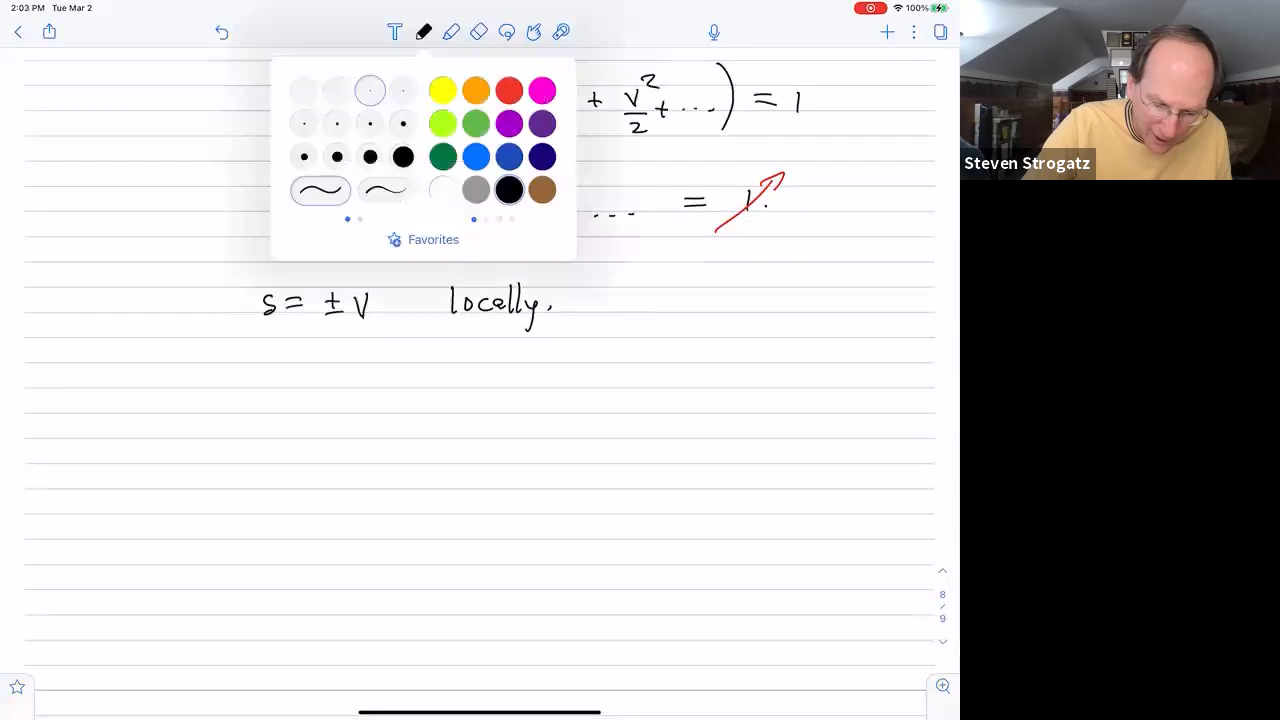 2:03 PM Tue Mar 2
100%
+ v²/2 + ....) = 1
Steven Strogatz
... = 1.
Favorites
s = ± v locally.
8
/
9